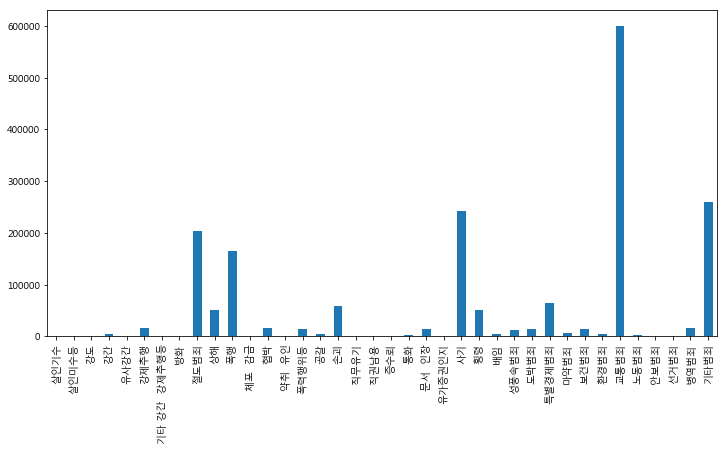 600000
500000
400000
300000
200000
100000
0
살인기수
살인미수등
강도
강간
유사강간
강제추행
기타 강간 강제추행등
방화
절도범죄
상해
폭행
체포 감금
협박
약취 유인
폭력행위등
공갈
손괴
직무유기
직권남용
증수뢰
통화
문서 인장
유가증권인지
사기
횡령
배임
성풍속범죄
도박범죄
특별경제범죄
마약범죄
보건범죄
환경범죄
교통범죄
노동범죄
안보범죄
선거범죄
병역범죄
기타범죄